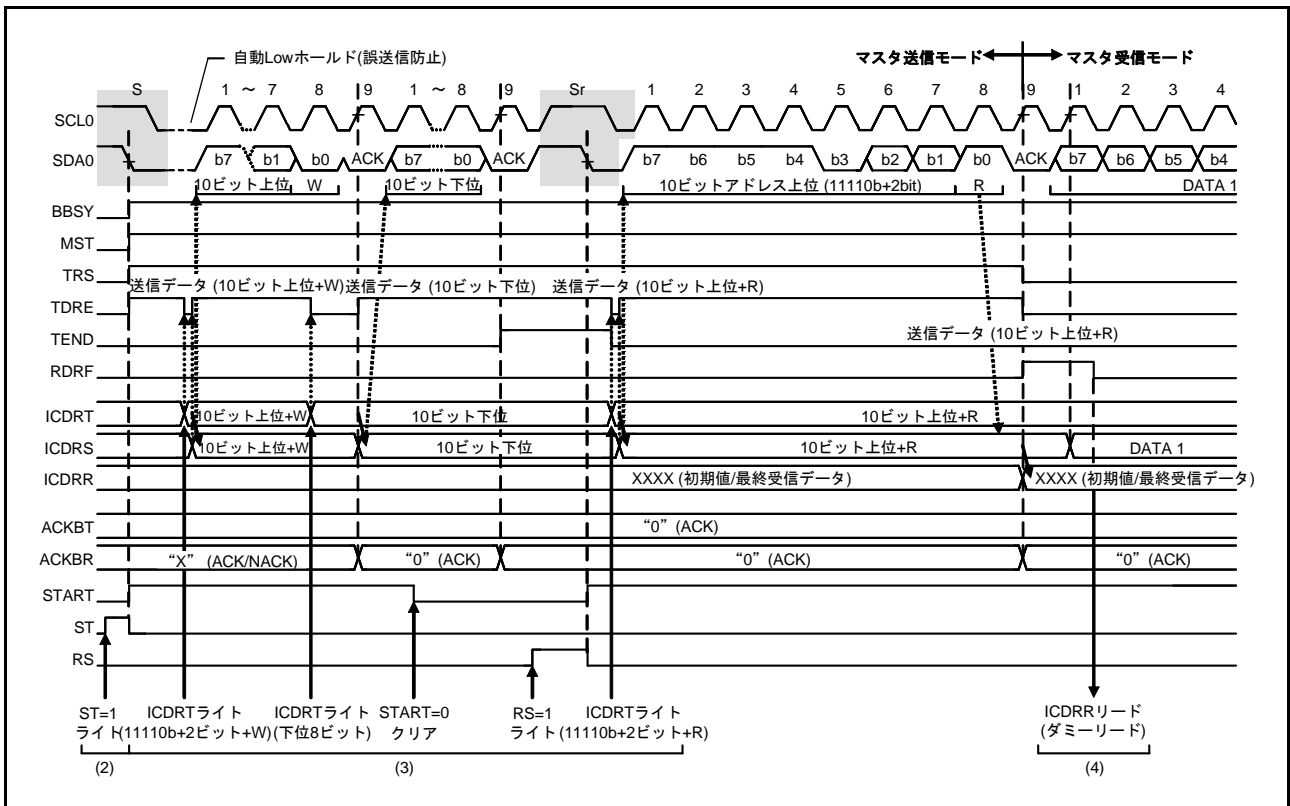 自動Lowホールド(誤送信防止)
マスタ送信モード マスタ受信モード
S 1 ～ 7 8 9 1 ～ 8 9 Sr 1 2 3 4 5 6 7 8 9 1 2 3 4
SCL0
SDA0 b7 b1 b0 ACK b7 b0 ACK b7 b6 b5 b4 b3 b2 b1 b0 ACK b7 b6 b5 b4
10ビット上位 W 10ビット下位 10ビットアドレス上位 (11110b+2bit) R DATA 1
BBSY
MST
TRS
送信データ (10ビット上位+W) 送信データ (10ビット下位) 送信データ (10ビット上位+R)
TDRE
TEND 送信データ (10ビット上位+R)
RDRF
ICDRT 10ビット上位+W 10ビット下位 10ビット上位+R
ICDRS 10ビット上位+W 10ビット下位 10ビット上位+R DATA 1
ICDRR XXXX (初期値/最終受信データ) XXXX (初期値/最終受信データ)
ACKBT “0” (ACK)
ACKBR “X” (ACK/NACK) “0” (ACK) “0” (ACK) “0” (ACK)
START
ST
RS
ST=1 ICDRTライト ICDRTライト START=0 RS=1 ICDRTライト ICDRRリード
ライト (11110b+2ビット+W) (下位8ビット) クリア ライト (11110b+2ビット+R) (ダミーリード)
(2) (3) (4)